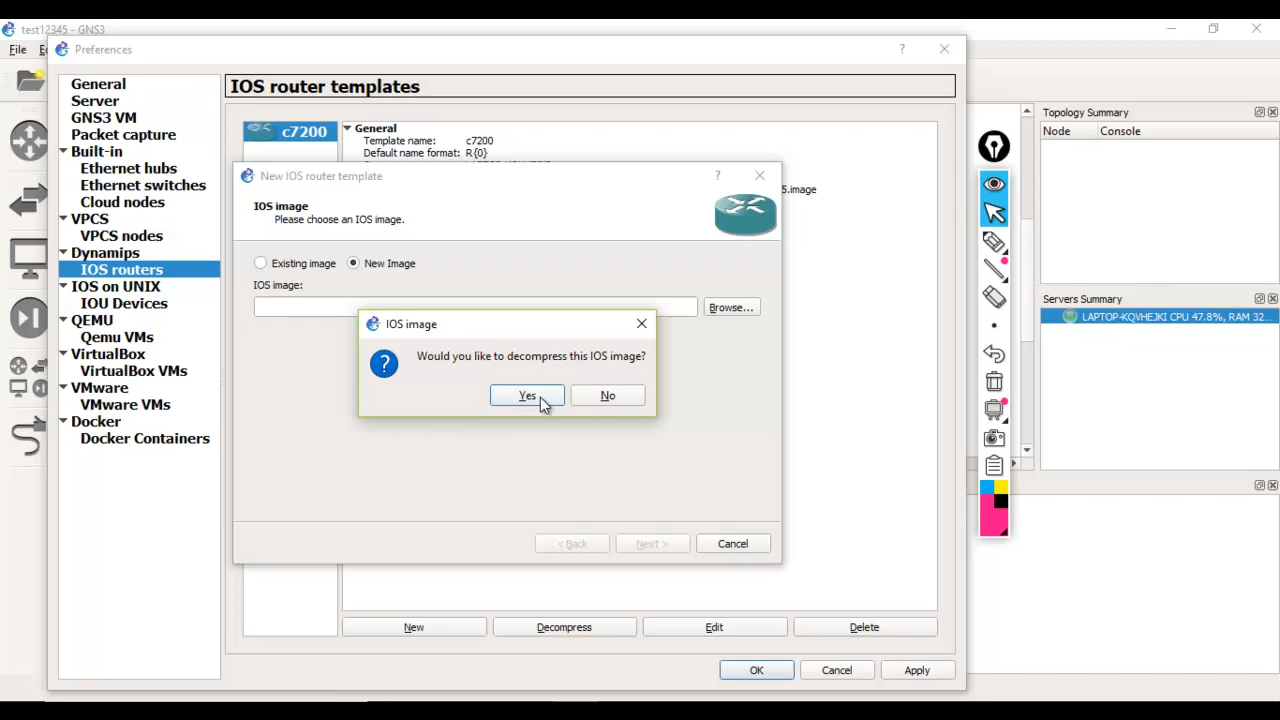 test12345 - GNS3
File
Preferences
?
General
Server
GNS3 VM
Packet capture
Built-in
Ethernet hubs
Ethernet switches
Cloud nodes
VPCS
VPCS nodes
Dynamips
IOS routers
IOS on UNIX
IOU Devices
QEMU
Qemu VMs
VirtualBox
VirtualBox VMs
VMware
VMware VMs
Docker
Docker Containers
IOS router templates
c7200
General
Template name: c7200
Default name format: R{0}
5.image
New IOS router template
?
IOS image
Please choose an IOS image.
Existing image
New Image
IOS image:
Browse...
IOS image
?
Would you like to decompress this IOS image?
Yes
No
< Back
Next >
Cancel
New
Decompress
Edit
Delete
OK
Cancel
Apply
Topology Summary
Node
Console
Servers Summary
LAPTOP-KQVHEJKI CPU 47.8%, RAM 32...